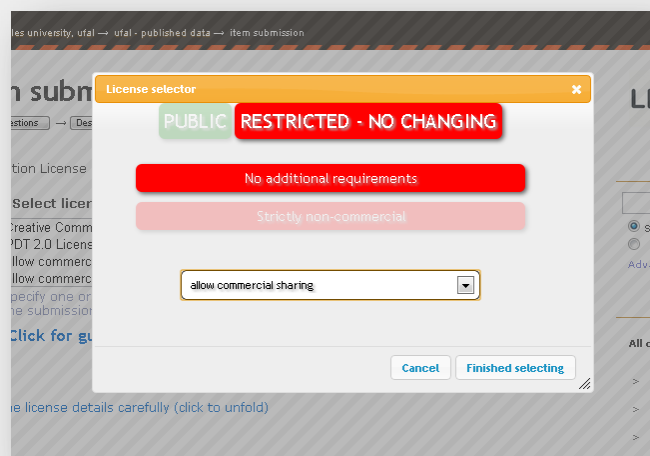 les university, ufal → ufal - published data → item submission
License selector
PUBLIC
RESTRICTED - NO CHANGING
No additional requirements
Strictly non-commercial
allow commercial sharing
Cancel
Finished selecting
n subm
estions → Des
tion License
Select licen
Creative Comm
PDT 2.0 Licens
llow commerc
llow commerc
pecify one or
he submission
Click for gu
e license details carefully (click to unfold)
LI
s
Adva
All o
>
>
>